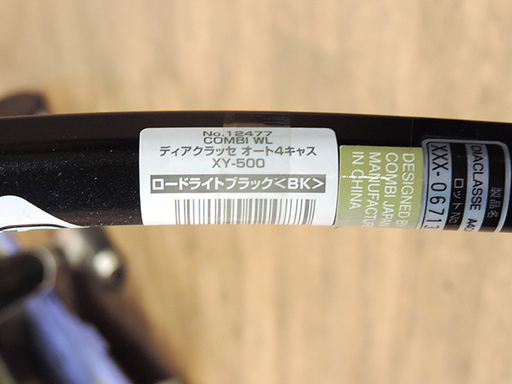 No.12477
COMBI WL
ディアクラッセ オート4キャス
XY-500
ロードライトブラック<BK>
DESIGNED BY
COMBI JAPAN
MANUFACTUR
IN CHINA
製品名
DIACLASSE
ロットNo.
XXX-06713